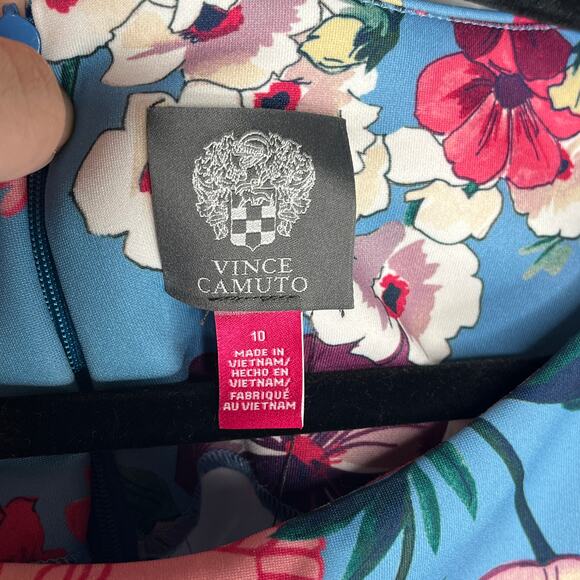 VINCE
CAMUTO
10
MADE IN
VIETNAM/
HECHO EN
VIETNAM/
FABRIQUÉ
AU VIETNAM